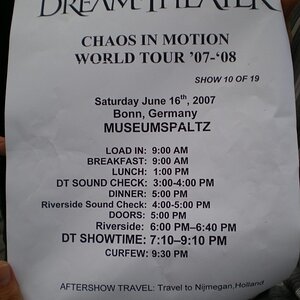 DREAM THEATER
CHAOS IN MOTION
WORLD TOUR '07-'08
SHOW 10 OF 19
Saturday June 16th, 2007
Bonn, Germany
MUSEUMSPALTZ
LOAD IN: 9:00 AM
BREAKFAST: 9:00 AM
LUNCH: 1:00 PM
DT SOUND CHECK: 3:00-4:00 PM
DINNER: 5:00 PM
Riverside Sound Check: 4:00-5:00 PM
DOORS: 5:00 PM
Riverside: 6:00 PM–6:40 PM
DT SHOWTIME: 7:10–9:10 PM
CURFEW: 9:30 PM
AFTERSHOW TRAVEL: Travel to Nijmegan,Holland